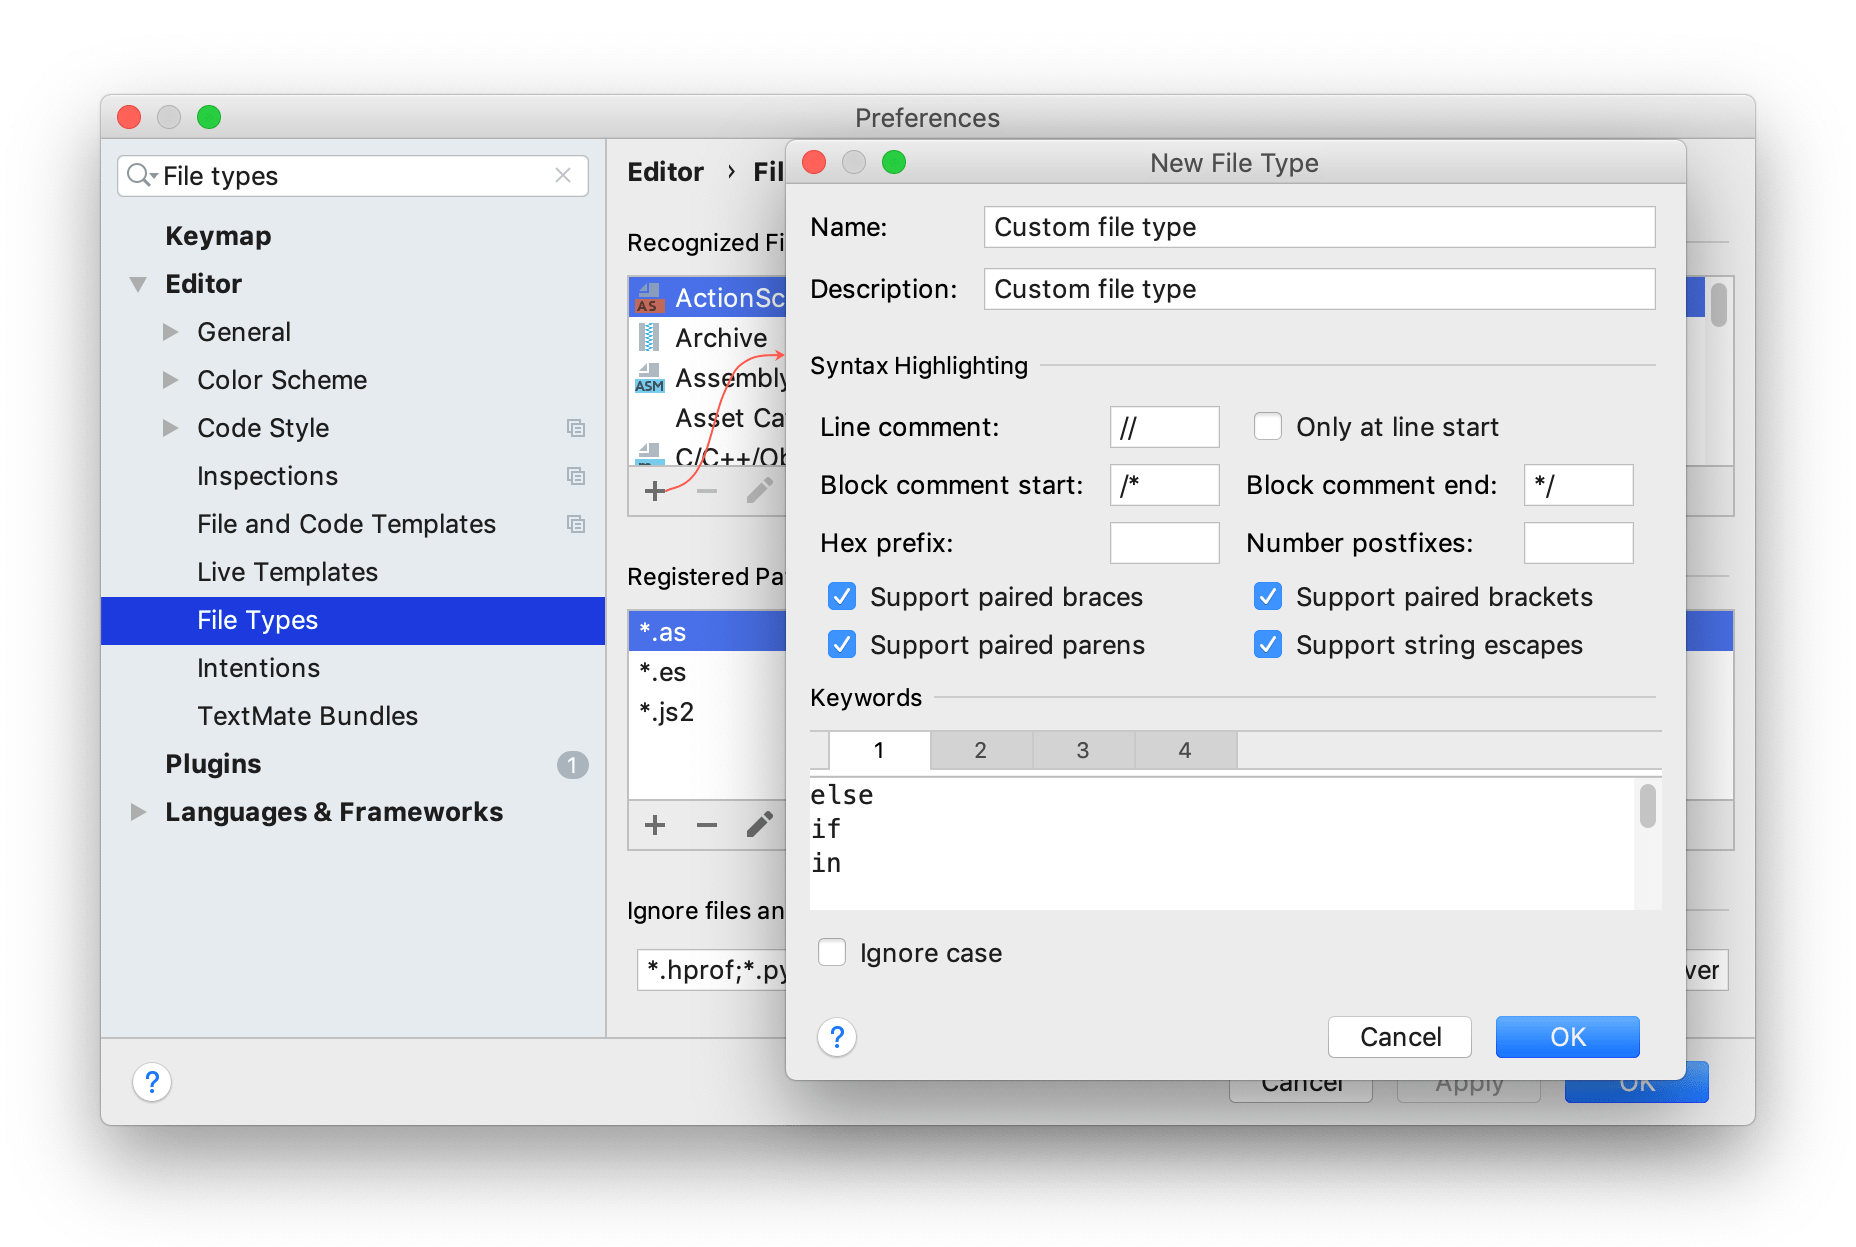 Preferences
File types
Keymap
Editor
General
Color Scheme
Code Style
Inspections
File and Code Templates
Live Templates
File Types
Intentions
TextMate Bundles
Plugins 1
Languages & Frameworks
?
Editor › Fil
Recognized Fi
AS ActionSc
Archive
ASM Assembly
Asset Ca
C/C++/Ob
Registered Pa
*.as
*.es
*.js2
Ignore files an
*.hprof;*.py
ver
Cancel Apply OK
New File Type
Name: Custom file type
Description: Custom file type
Syntax Highlighting
Line comment: // Only at line start
Block comment start: /* Block comment end: */
Hex prefix: Number postfixes:
Support paired braces Support paired brackets
Support paired parens Support string escapes
Keywords
1 2 3 4
else
if
in
Ignore case
? Cancel OK